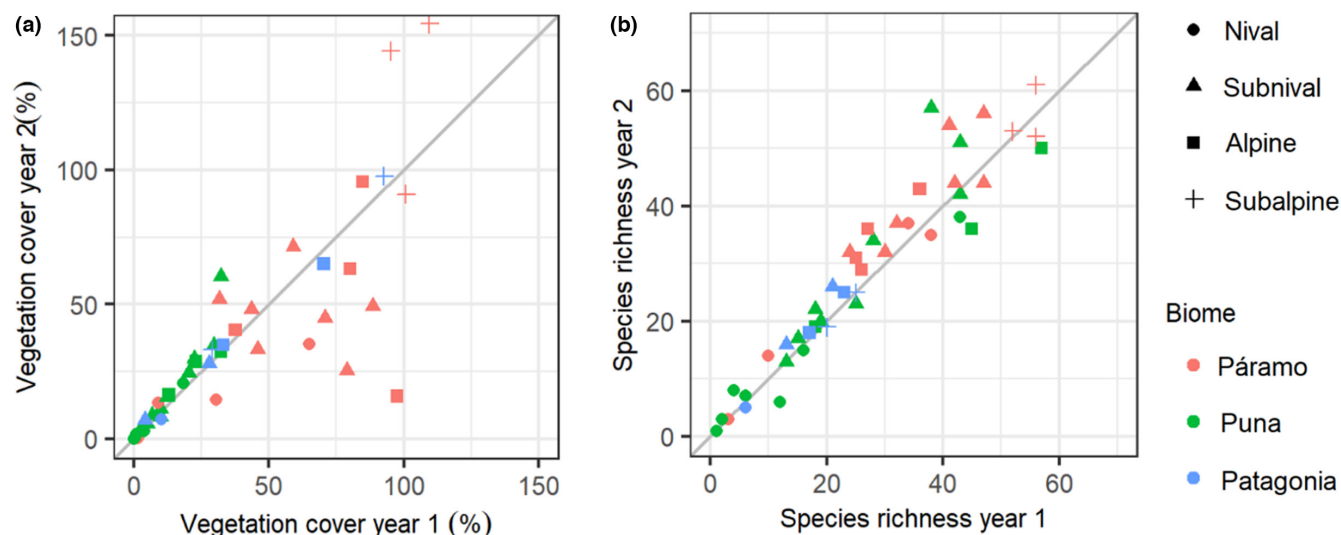 (a)
Vegetation cover year 2(%)
150
100
50
0
0 50 100 150
Vegetation cover year 1 (%)
(b)
Species richness year 2
60
40
20
0
0 20 40 60
Species richness year 1
Nival
Subnival
Alpine
Subalpine
Biome
Páramo
Puna
Patagonia